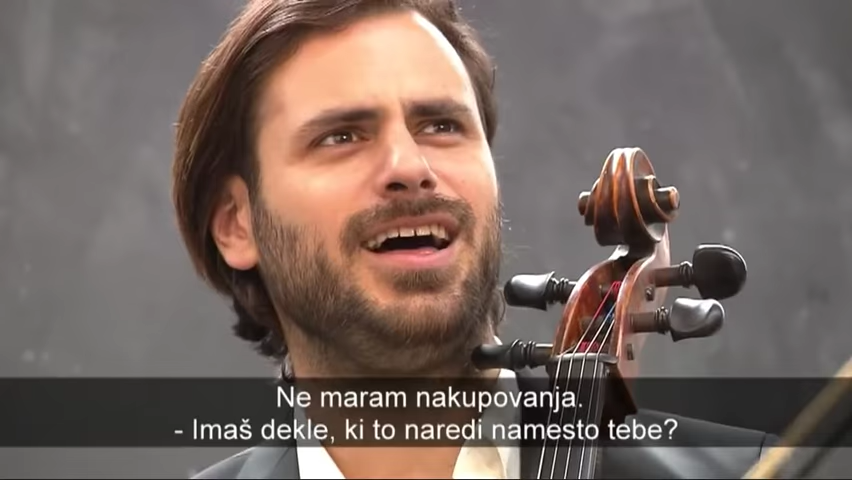 Ne maram nakupovanja.
- Imaš dekle, ki to naredi namesto tebe?